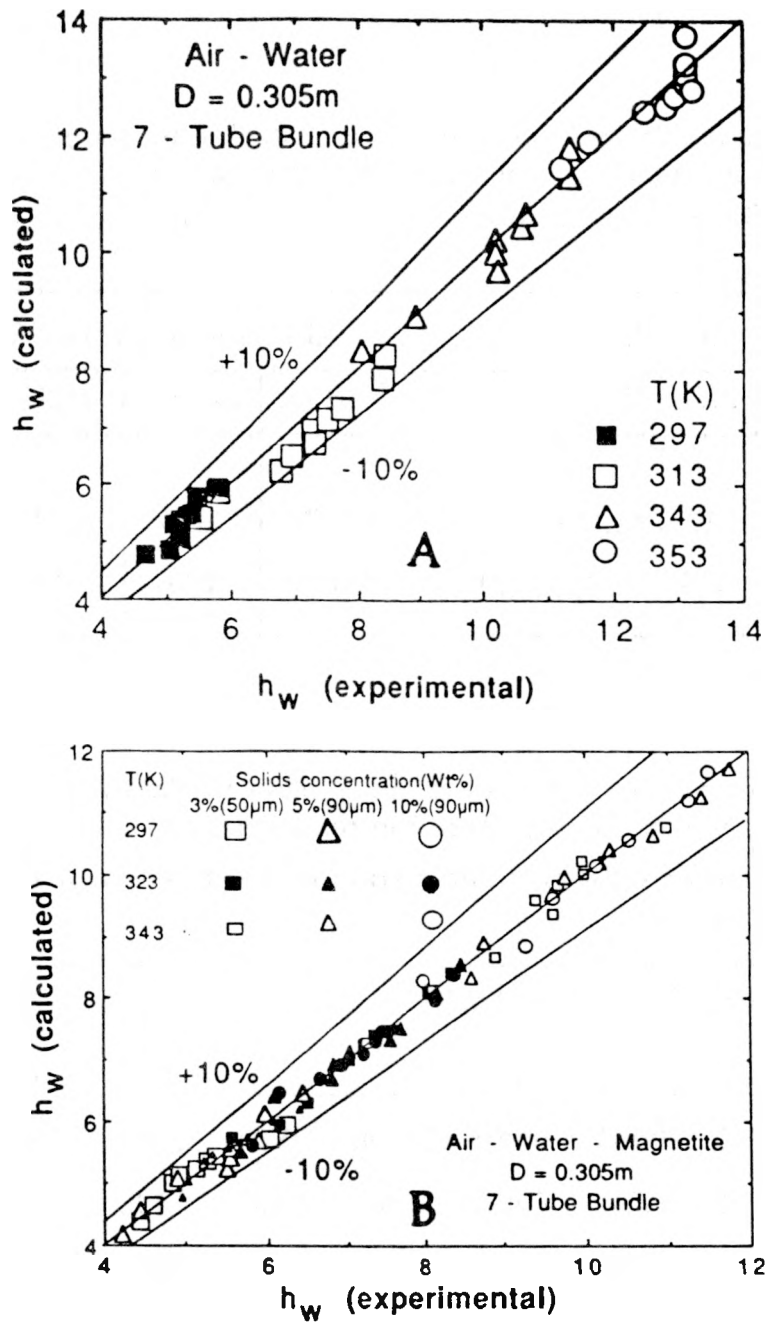 14
Air - Water
D = 0.305m
7 - Tube Bundle
12
10
8
6
4
h_w (calculated)
+10%
-10%
T(K)
297
313
343
353
A
4 6 8 10 12 14
h_w (experimental)
12
T(K) Solids concentration(Wt%)
3%(50μm) 5%(90μm) 10%(90μm)
297
323
343
10
8
6
4
h_w (calculated)
+10%
-10%
Air - Water - Magnetite
D = 0.305m
7 - Tube Bundle
B
4 6 8 10 12
h_w (experimental)